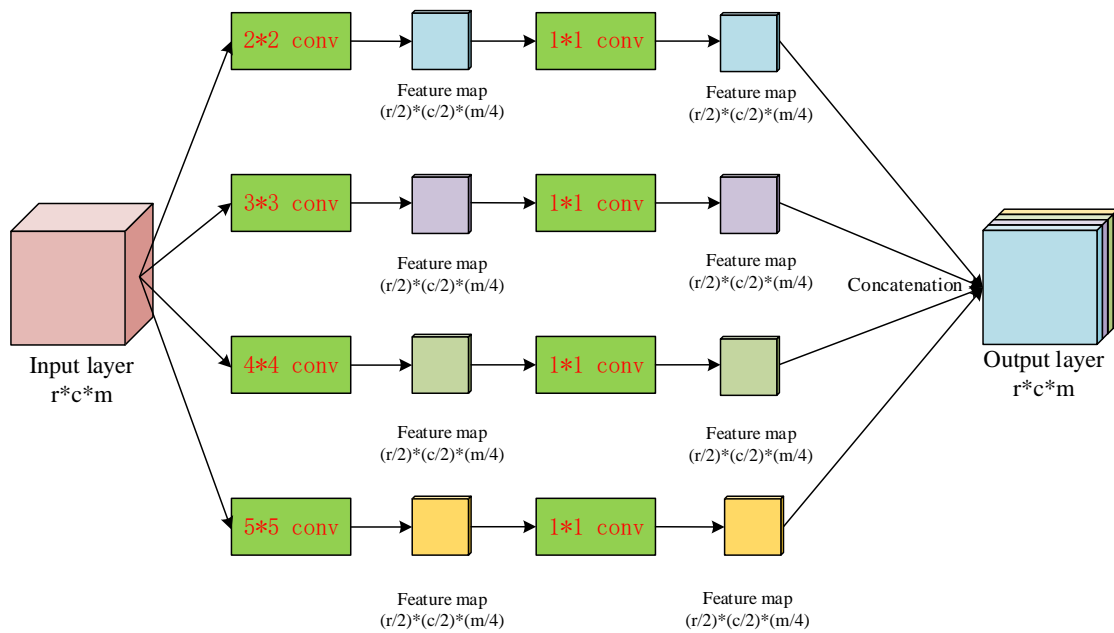 2*2 conv
1*1 conv
Feature map
(r/2)*(c/2)*(m/4)
Feature map
(r/2)*(c/2)*(m/4)
3*3 conv
1*1 conv
Feature map
(r/2)*(c/2)*(m/4)
Feature map
(r/2)*(c/2)*(m/4)
Concatenation
Input layer
r*c*m
4*4 conv
1*1 conv
Output layer
r*c*m
Feature map
(r/2)*(c/2)*(m/4)
Feature map
(r/2)*(c/2)*(m/4)
5*5 conv
1*1 conv
Feature map
(r/2)*(c/2)*(m/4)
Feature map
(r/2)*(c/2)*(m/4)